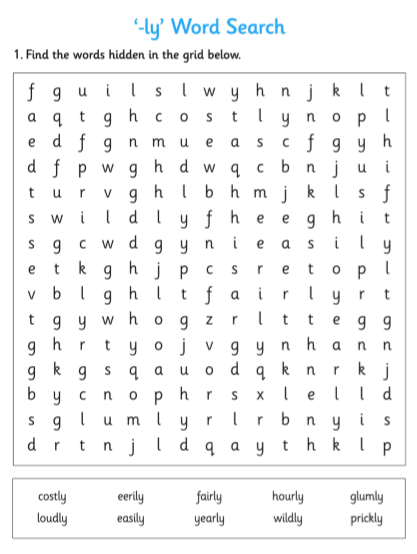 ‘-ly’ Word Search
1. Find the words hidden in the grid below.
f g u i l s l w y h n j k l t
a q t g h c o s t l y n o p l
e d f g n m u e a s c f g y h
d f p w g h d w q c b n j u i
t u r v g h l b h m j k l s f
s w i l d l y f h e e g h i t
s g c w d g y n i e a s i l y
e t k g h j p c s r e t o p l
v b l g h l t f a i r l y r t
t g y w h o g z r l t t e g g
g h r t y o j v g y n h a n n
g k g s q a u o d q k n r k j
b y c n o p h r s x l e l l d
s g l u m l y r l r b n y i s
d r t n j l d q a y t h k l p
costly eerily fairly hourly glumly
loudly easily yearly wildly prickly